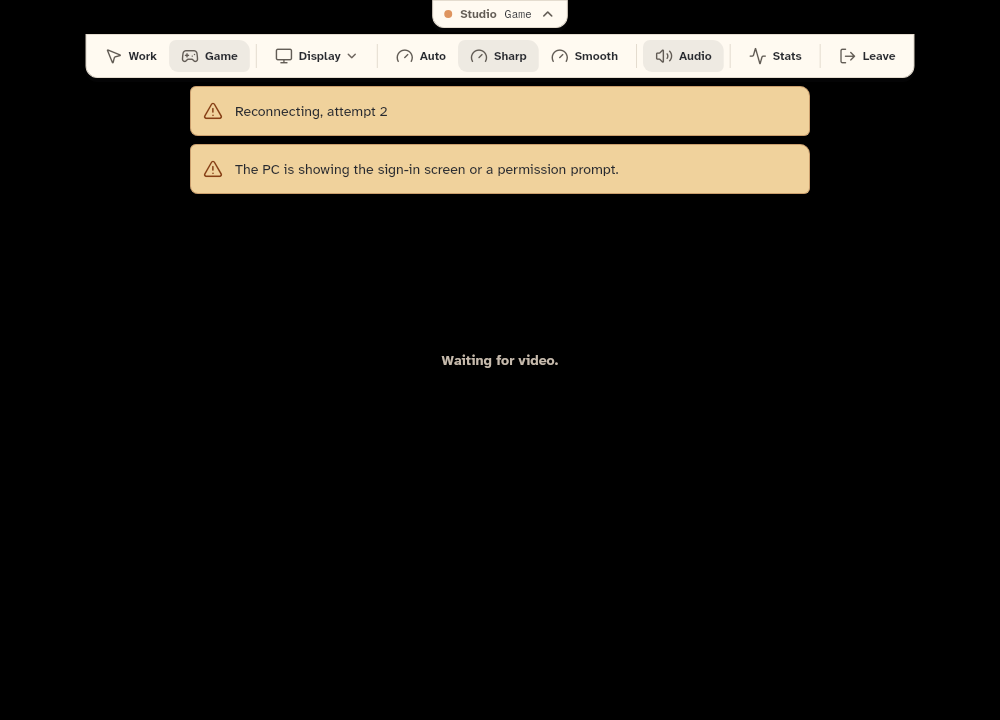 Studio Game
Work Game Display Auto Sharp Smooth Audio Stats Leave
Reconnecting, attempt 2
The PC is showing the sign-in screen or a permission prompt.
Waiting for video.